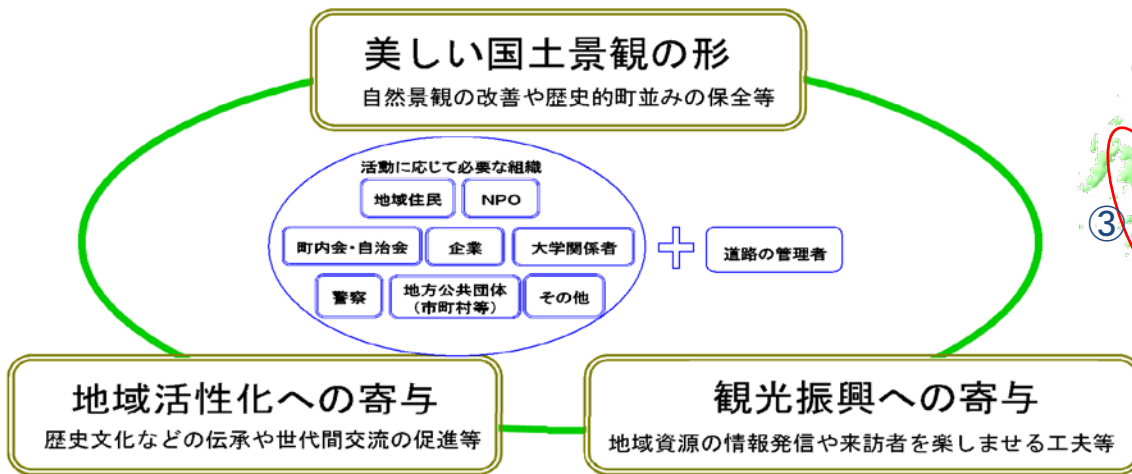 美しい国土景観の形
自然景観の改善や歴史的町並みの保全等
活動に応じて必要な組織
地域住民
NPO
町内会・自治会
企業
大学関係者
道路の管理者
警察
地方公共団体
(市町村等)
その他
③
地域活性化への寄与
歴史文化などの伝承や世代間交流の促進等
観光振興への寄与
地域資源の情報発信や来訪者を楽しませる工夫等